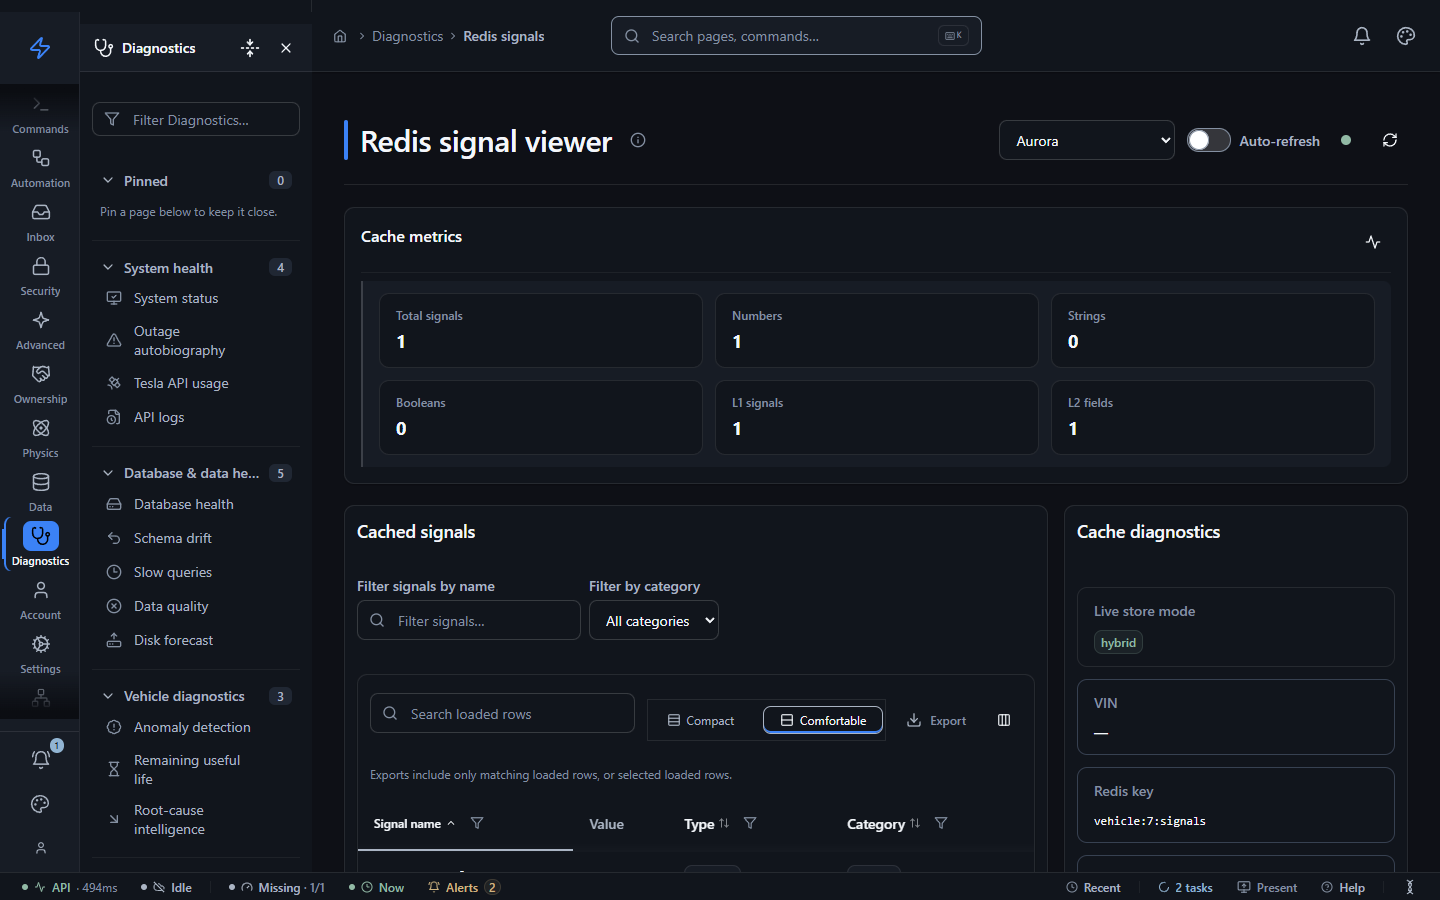 Commands
Automation
Inbox
Security
Advanced
Ownership
Physics
Data
Diagnostics
Account
Settings
1
Diagnostics
Filter Diagnostics...
Pinned 0
Pin a page below to keep it close.
System health 4
System status
Outage
autobiography
Tesla API usage
API logs
Database & data he... 5
Database health
Schema drift
Slow queries
Data quality
Disk forecast
Vehicle diagnostics 3
Anomaly detection
Remaining useful
life
Root-cause
intelligence
Diagnostics Redis signals
Search pages, commands... K
Redis signal viewer
Aurora
Auto-refresh
Cache metrics
Total signals
1
Numbers
1
Strings
0
Booleans
0
L1 signals
1
L2 fields
1
Cached signals
Filter signals by name
Filter by category
Filter signals...
All categories
Search loaded rows
Compact
Comfortable
Export
Exports include only matching loaded rows, or selected loaded rows.
Signal name Value Type Category
Cache diagnostics
Live store mode
hybrid
VIN
—
Redis key
vehicle:7:signals
API · 494ms
Idle
Missing · 1/1
Now
Alerts 2
Recent
2 tasks
Present
Help